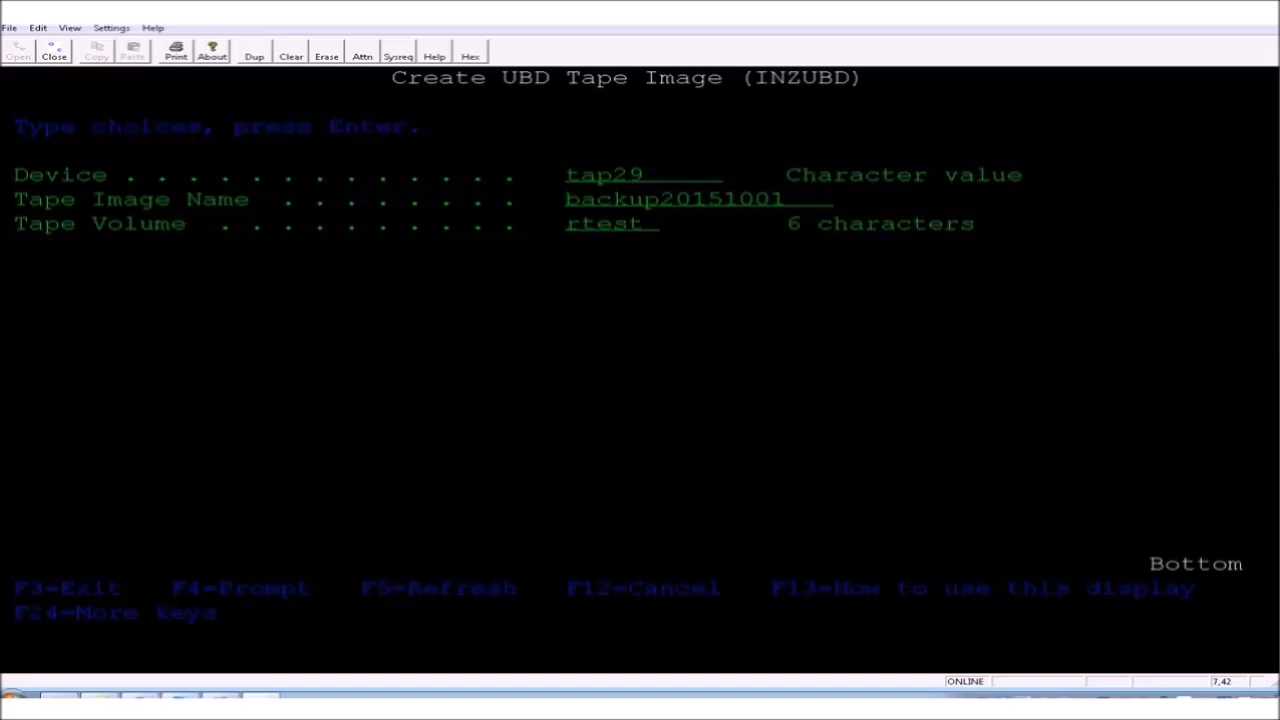 File Edit View Settings Help
Open Close Copy Paste Print About Dup Clear Erase Attn Sysreq Help Hex
Create UBD Tape Image (INZUBD)
Type choices, press Enter.
Device . . . . . . . . . . . . . tap29 Character value
Tape Image Name . . . . . . . . backup20151001
Tape Volume . . . . . . . . . . rtest 6 characters
Bottom
F3=Exit F4=Prompt F5=Refresh F12=Cancel F13=How to use this display
F24=More keys
ONLINE 7,42